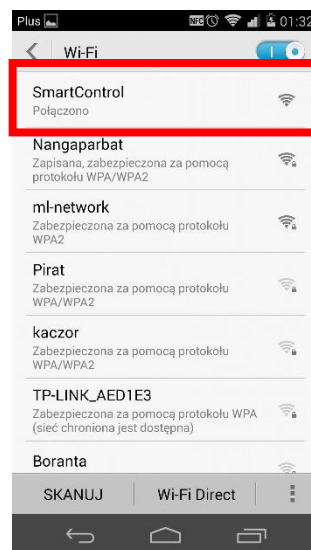 Plus NFC 01:32
Wi-Fi
SmartControl
Połączono
Nangaparbat
Zapisana, zabezpieczona za pomocą
protokołu WPA/WPA2
ml-network
Zabezpieczona za pomocą protokołu
WPA2
Pirat
Zabezpieczona za pomocą protokołu
WPA/WPA2
kaczor
Zabezpieczona za pomocą protokołu
WPA/WPA2
TP-LINK_AED1E3
Zabezpieczona za pomocą protokołu WPA
(sieć chroniona jest dostępna)
Boranta
SKANUJ Wi-Fi Direct